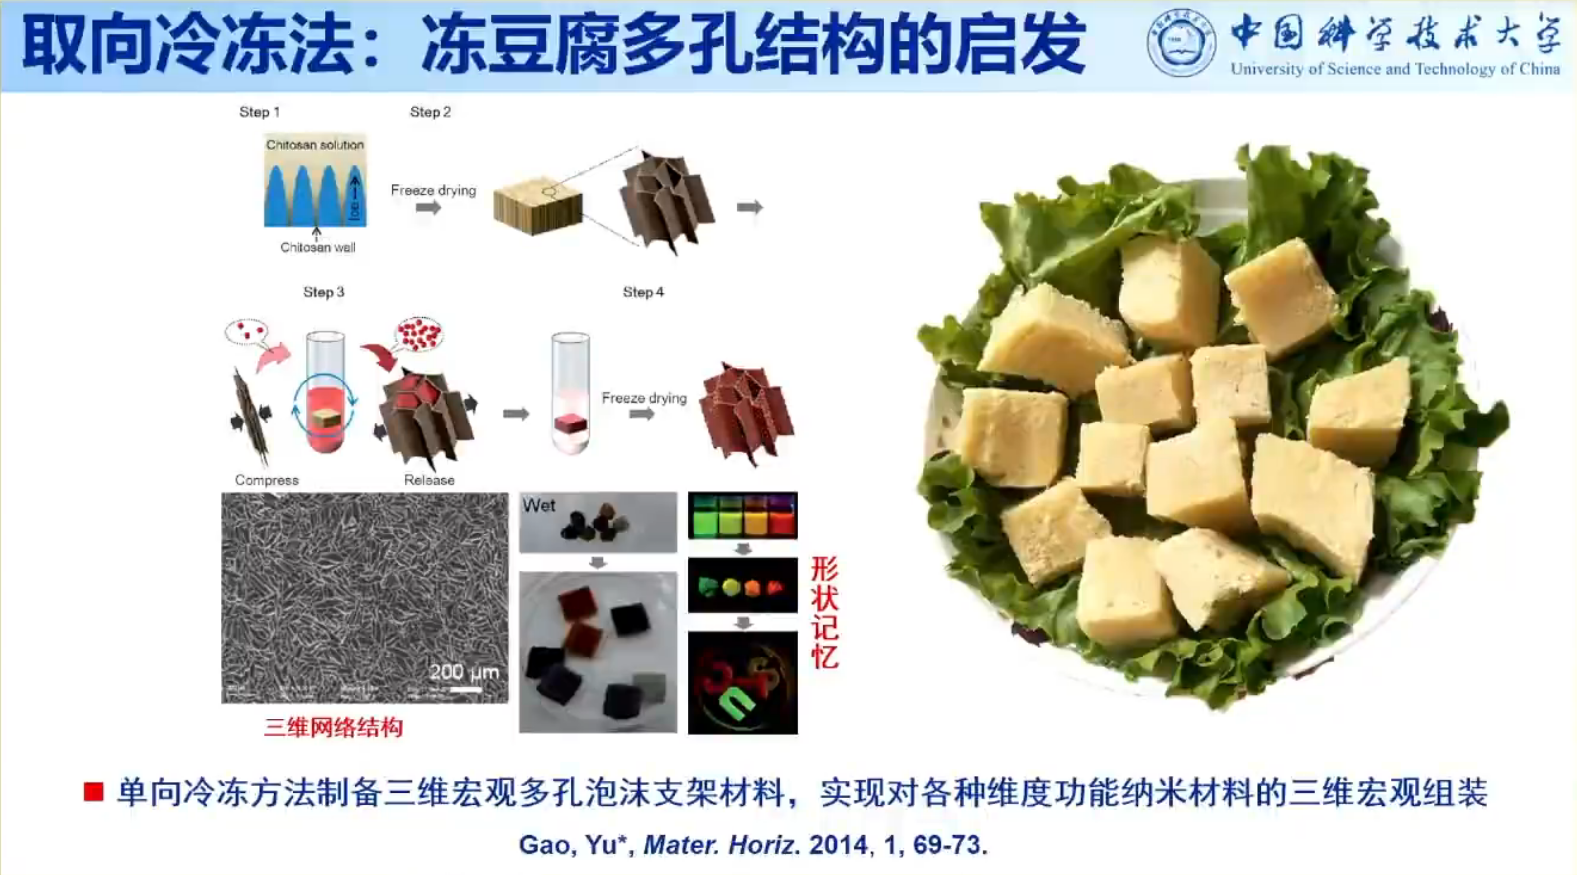 取向冷冻法：冻豆腐多孔结构的启发
中国科学技术大学
University of Science and Technology of China
Step 1
Step 2
Chitosan solution
Ice
Chitosan wall
Freeze drying
Step 3
Step 4
Freeze drying
Compress
Release
200 μm
三维网络结构
Wet
形状记忆
单向冷冻方法制备三维宏观多孔泡沫支架材料，实现对各种维度功能纳米材料的三维宏观组装
Gao, Yu*, Mater. Horiz. 2014, 1, 69-73.